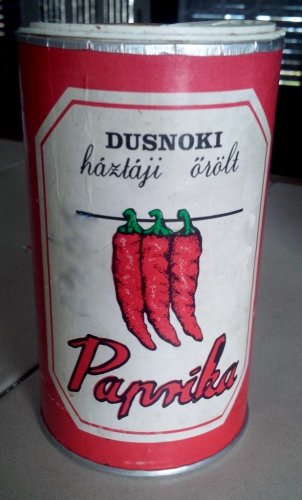 DUSNOKI
háztáji őrölt
Paprika